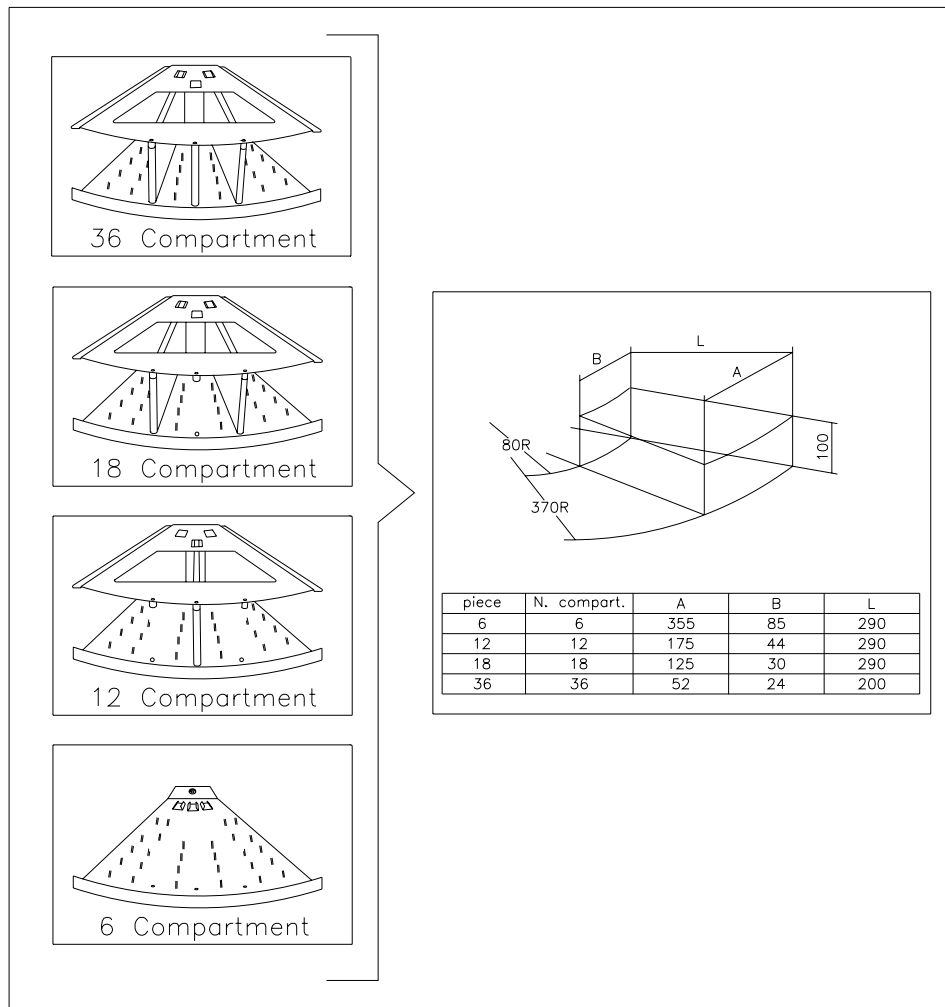 36 Compartment
18 Compartment
12 Compartment
6 Compartment
L
B
A
80R
100
370R
piece N. compart. A B L
6 6 355 85 290
12 12 175 44 290
18 18 125 30 290
36 36 52 24 200